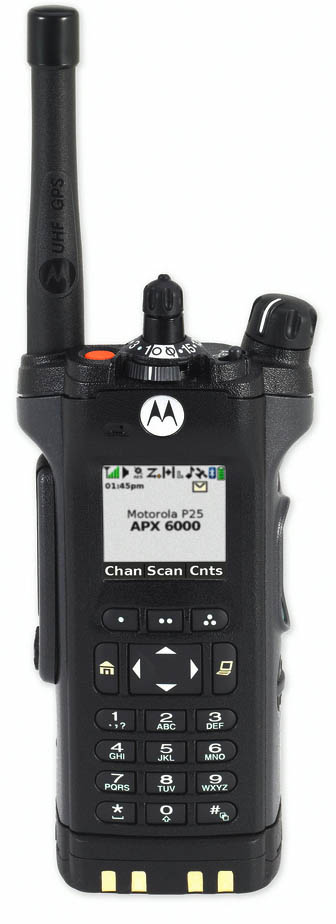 UHF GPS
01:45pm
Motorola P25
APX 6000
Chan Scan Cnts
1 2 3
.,? ABC DEF
4 5 6
GHI JKL MNO
7 8 9
PQRS TUV WXYZ
* 0 #